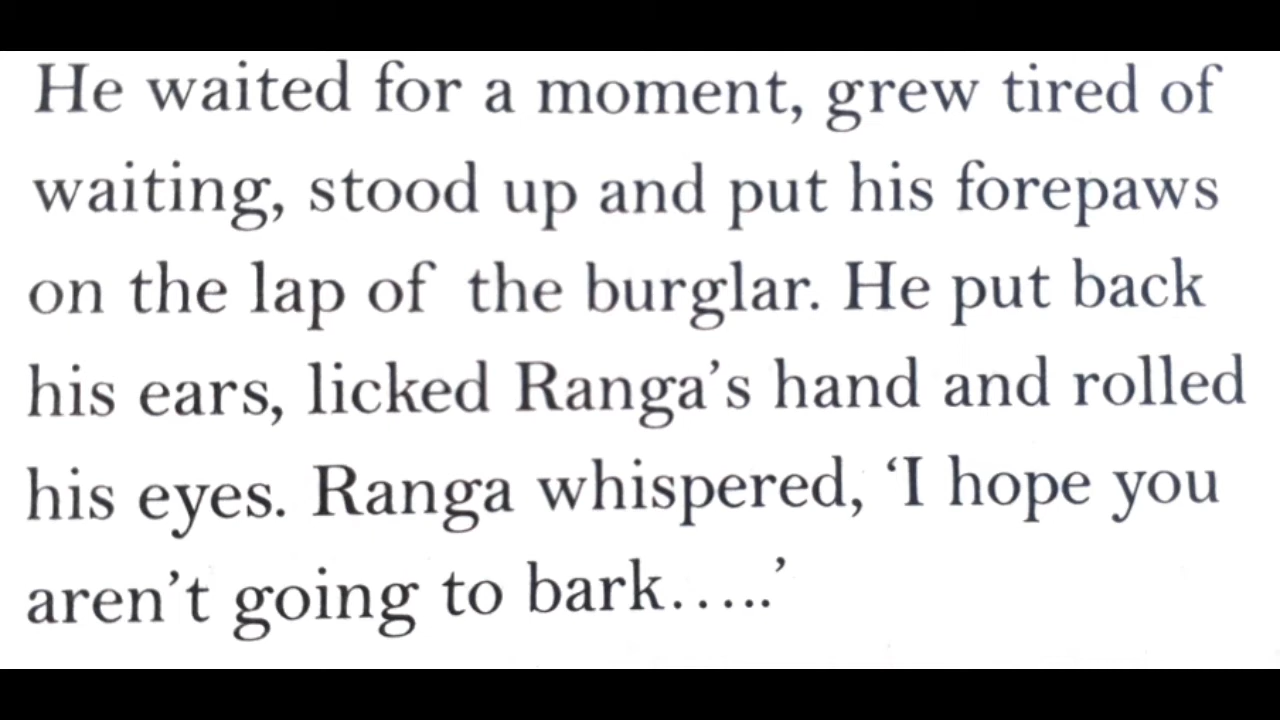 He waited for a moment, grew tired of
waiting, stood up and put his forepaws
on the lap of the burglar. He put back
his ears, licked Ranga’s hand and rolled
his eyes. Ranga whispered, ‘I hope you
aren’t going to bark.....’